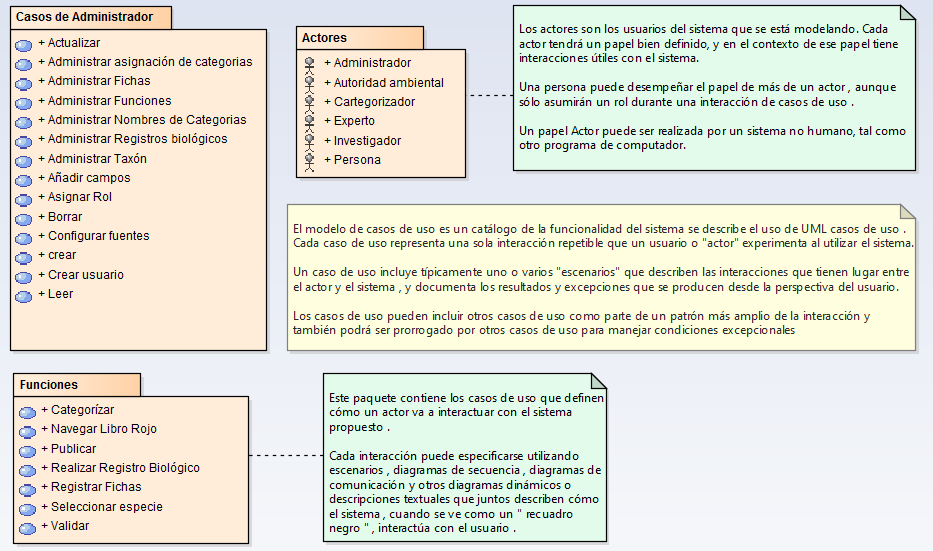 Casos de Administrador
+ Actualizar
+ Administrar asignación de categorias
+ Administrar Fichas
+ Administrar Funciones
+ Administrar Nombres de Categorias
+ Administrar Registros biológicos
+ Administrar Taxón
+ Añadir campos
+ Asignar Rol
+ Borrar
+ Configurar fuentes
+ crear
+ Crear usuario
+ Leer
Actores
+ Administrador
+ Autoridad ambiental
+ Cartegorizador
+ Experto
+ Investigador
+ Persona
Los actores son los usuarios del sistema que se está modelando. Cada
actor tendrá un papel bien definido, y en el contexto de ese papel tiene
interacciones útiles con el sistema.
Una persona puede desempeñar el papel de más de un actor , aunque
sólo asumirán un rol durante una interacción de casos de uso .
Un papel Actor puede ser realizada por un sistema no humano, tal como
otro programa de computador.
El modelo de casos de uso es un catálogo de la funcionalidad del sistema se describe el uso de UML casos de uso .
Cada caso de uso representa una sola interacción repetible que un usuario o "actor" experimenta al utilizar el sistema.
Un caso de uso incluye típicamente uno o varios "escenarios" que describen las interacciones que tienen lugar entre
el actor y el sistema , y documenta los resultados y excepciones que se producen desde la perspectiva del usuario.
Los casos de uso pueden incluir otros casos de uso como parte de un patrón más amplio de la interacción y
también podrá ser prorrogado por otros casos de uso para manejar condiciones excepcionales
Funciones
+ Categorízar
+ Navegar Libro Rojo
+ Publicar
+ Realizar Registro Biológico
+ Registrar Fichas
+ Seleccionar especie
+ Validar
Este paquete contiene los casos de uso que definen
cómo un actor va a interactuar con el sistema
propuesto .
Cada interacción puede especificarse utilizando
escenarios , diagramas de secuencia , diagramas de
comunicación y otros diagramas dinámicos o
descripciones textuales que juntos describen cómo
el sistema , cuando se ve como un " recuadro
negro " , interactúa con el usuario .